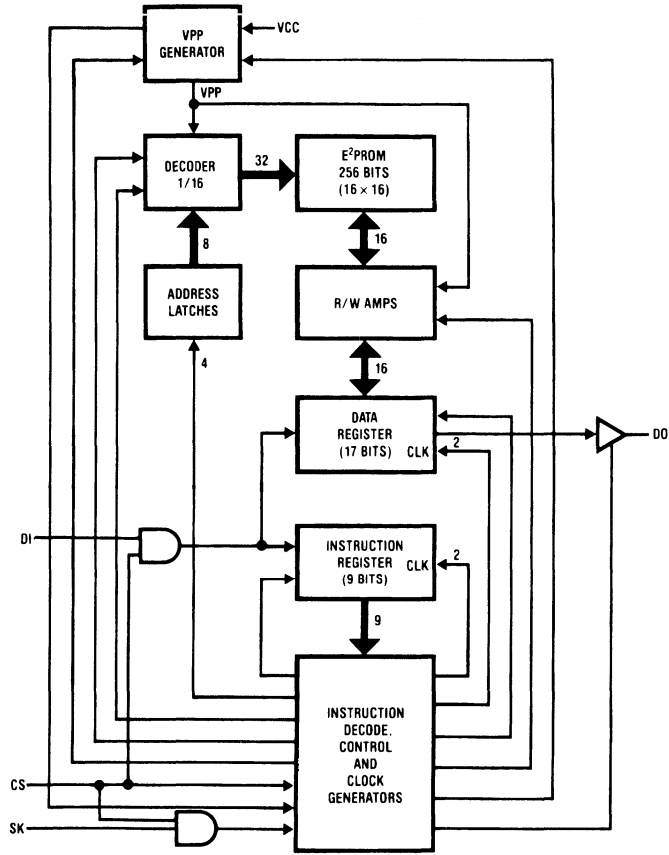 VPP
GENERATOR
VCC
VPP
DECODER
1/16
32
E²PROM
256 BITS
(16 × 16)
8
16
ADDRESS
LATCHES
R/W AMPS
4
16
DATA
REGISTER
(17 BITS)
CLK
2
DO
DI
INSTRUCTION
REGISTER
(9 BITS)
CLK
2
9
INSTRUCTION
DECODE,
CONTROL
AND
CLOCK
GENERATORS
CS
SK